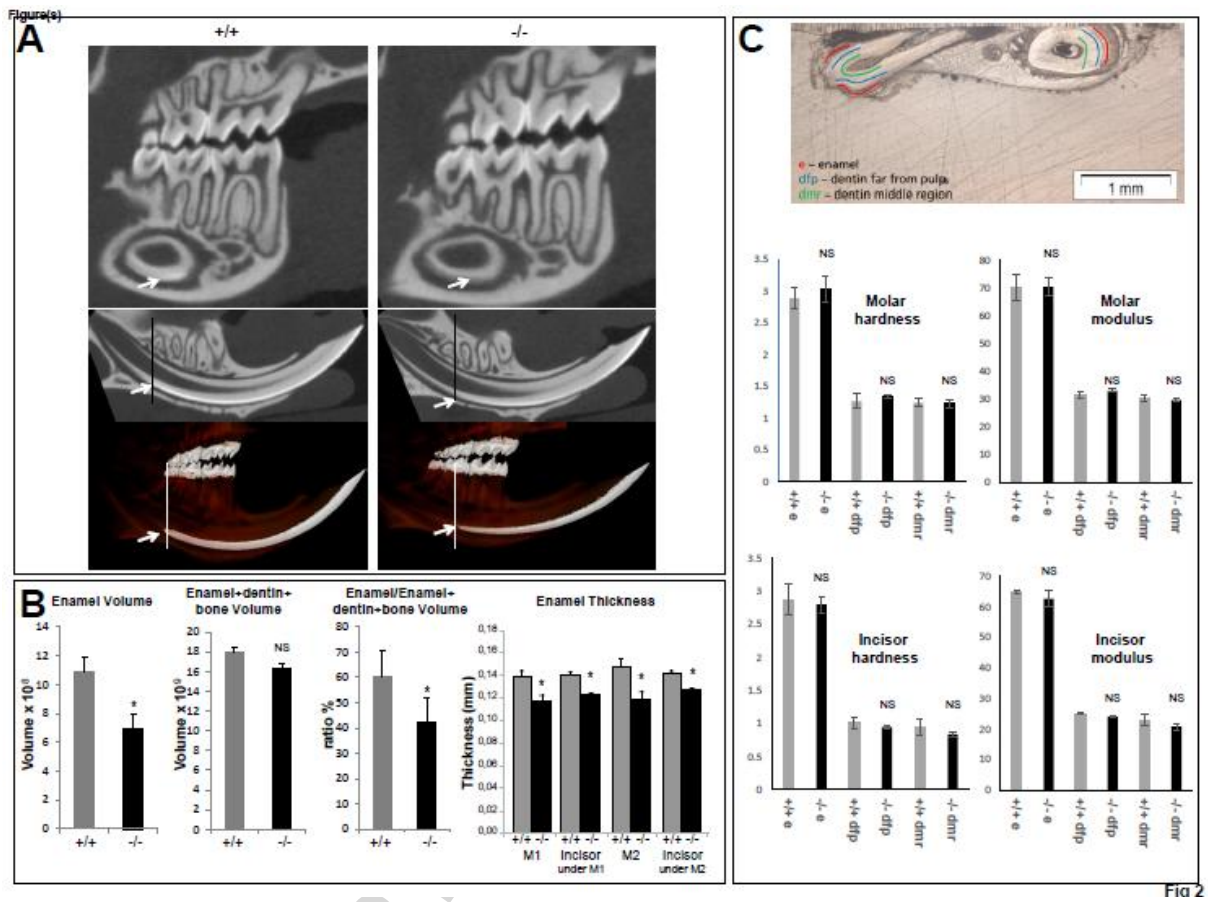 Figure(s)
A
+/+
-/-
B
Enamel Volume
Volume x 10⁸
14
12
10
8
6
4
2
0
*
+/+
-/-
Enamel+dentin+
bone Volume
Volume x 10⁹
20
18
16
14
12
10
8
6
4
2
0
NS
+/+
-/-
Enamel/Enamel+
dentin+bone Volume
ratio %
80
70
60
50
40
30
20
10
0
*
+/+
-/-
Enamel Thickness
Thickness (mm)
0,18
0,16
0,14
0,12
0,10
0,08
0,06
0,04
0,02
0,00
* * * *
+/+ -/- +/+ -/- +/+ -/- +/+ -/-
M1 Incisor under M1 M2 Incisor under M2
C
e – enamel
dfp – dentin far from pulp
dmr – dentin middle region
1 mm
Molar
hardness
3.5
3
2.5
2
1.5
1
0.5
0
NS
NS
NS
+/+ e
-/- e
+/+ dfp
-/- dfp
+/+ dmr
-/- dmr
Molar
modulus
80
70
60
50
40
30
20
10
0
NS
NS
NS
+/+ e
-/- e
+/+ dfp
-/- dfp
+/+ dmr
-/- dmr
Incisor
hardness
3.5
3
2.5
2
1.5
1
0.5
0
NS
NS
NS
+/+ e
-/- e
+/+ dfp
-/- dfp
+/+ dmr
-/- dmr
Incisor
modulus
70
60
50
40
30
20
10
0
NS
NS
NS
+/+ e
-/- e
+/+ dfp
-/- dfp
+/+ dmr
-/- dmr
Fig 2